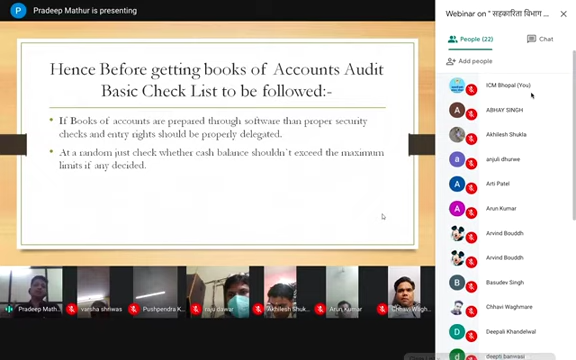 P Pradeep Mathur is presenting
Webinar on " सहकारिता विभाग ...
People (22)
Chat
Add people
Hence Before getting books of Accounts Audit
Basic Check List to be followed:-
If Books of accounts are prepared through software than proper security
checks and entry rights should be properly delegated.
At a random just check whether cash balance shouldn`t exceed the maximum
limits if any decided.
ICM Bhopal (You)
A ABHAY SINGH
Akhilesh Shukla
a anjuli dhurwe
A Arti Patel
A Arun Kumar
Arvind Bouddh
Arvind Bouddh
B Basudev Singh
Chhavi Waghmare
D Deepali Khandelwal
d deepti banwasi
Pradeep Math...
varsha shriwas
Pushpendra K...
raju dawar
Akhilesh Shuk...
Arun Kumar
Chhavi Wagh...